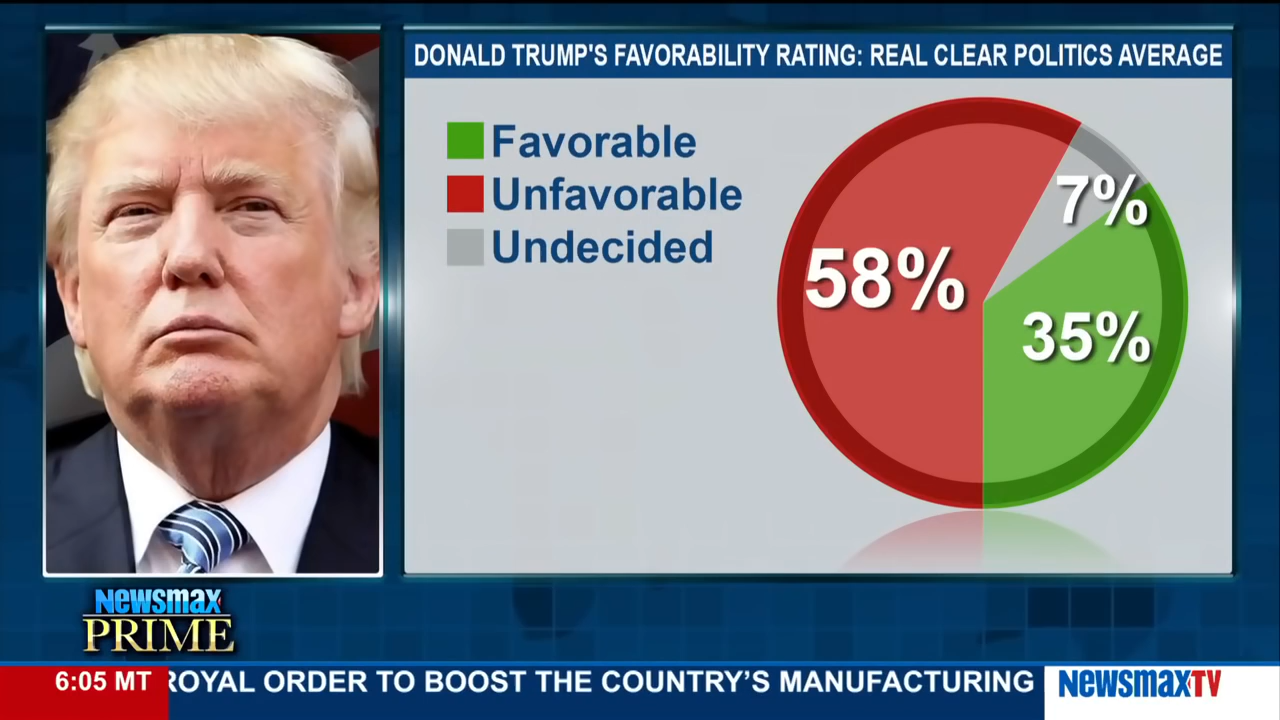 DONALD TRUMP'S FAVORABILITY RATING: REAL CLEAR POLITICS AVERAGE
Favorable
Unfavorable
Undecided
7%
58%
35%
Newsmax
PRIME
6:05 MT ROYAL ORDER TO BOOST THE COUNTRY'S MANUFACTURING NEWSMAXTV